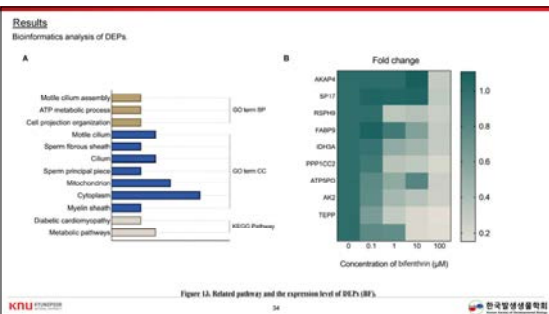 Results
Bioinformatics analysis of DEPs.
A
Motile cilium assembly
ATP metabolic process
Cell projection organization
GO term BP
Motile cilium
Sperm fibrous sheath
Cilium
Sperm principal piece
Mitochondrion
Cytoplasm
Myelin sheath
GO term CC
Diabetic cardiomyopathy
Metabolic pathways
KEGG Pathway
B
Fold change
AKAP4
SP17
RSPH9
FABP9
IDH3A
PPP1CC2
ATP5PO
AK2
TEPP
0 0.1 1 10 100
Concentration of bifenthrin (μM)
1.0
0.8
0.6
0.4
0.2
Figure 13. Related pathway and the expression level of DEPs (BF).
34
KNU KYUNGPOOK
한국발생생물학회